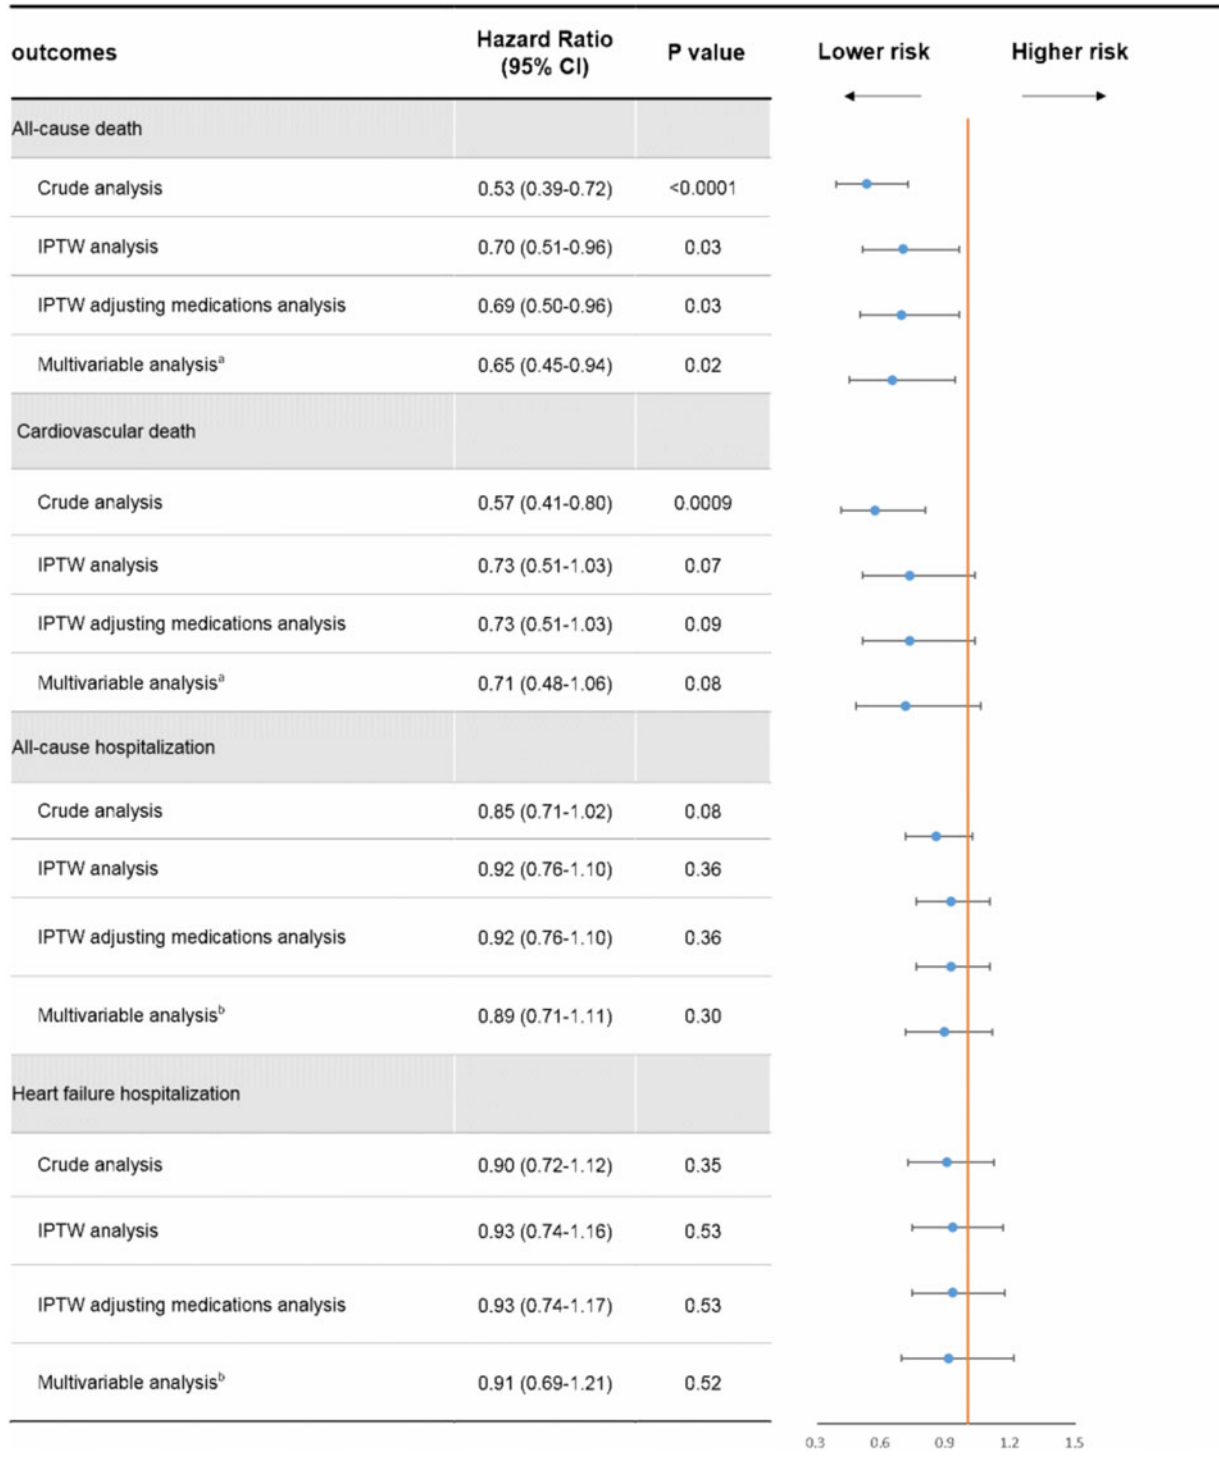 outcomes Hazard Ratio (95% CI) P value Lower risk Higher risk
All-cause death
Crude analysis 0.53 (0.39-0.72) <0.0001
IPTW analysis 0.70 (0.51-0.96) 0.03
IPTW adjusting medications analysis 0.69 (0.50-0.96) 0.03
Multivariable analysisᵃ 0.65 (0.45-0.94) 0.02
Cardiovascular death
Crude analysis 0.57 (0.41-0.80) 0.0009
IPTW analysis 0.73 (0.51-1.03) 0.07
IPTW adjusting medications analysis 0.73 (0.51-1.03) 0.09
Multivariable analysisᵃ 0.71 (0.48-1.06) 0.08
All-cause hospitalization
Crude analysis 0.85 (0.71-1.02) 0.08
IPTW analysis 0.92 (0.76-1.10) 0.36
IPTW adjusting medications analysis 0.92 (0.76-1.10) 0.36
Multivariable analysisᵇ 0.89 (0.71-1.11) 0.30
Heart failure hospitalization
Crude analysis 0.90 (0.72-1.12) 0.35
IPTW analysis 0.93 (0.74-1.16) 0.53
IPTW adjusting medications analysis 0.93 (0.74-1.17) 0.53
Multivariable analysisᵇ 0.91 (0.69-1.21) 0.52
0.3 0.6 0.9 1.2 1.5